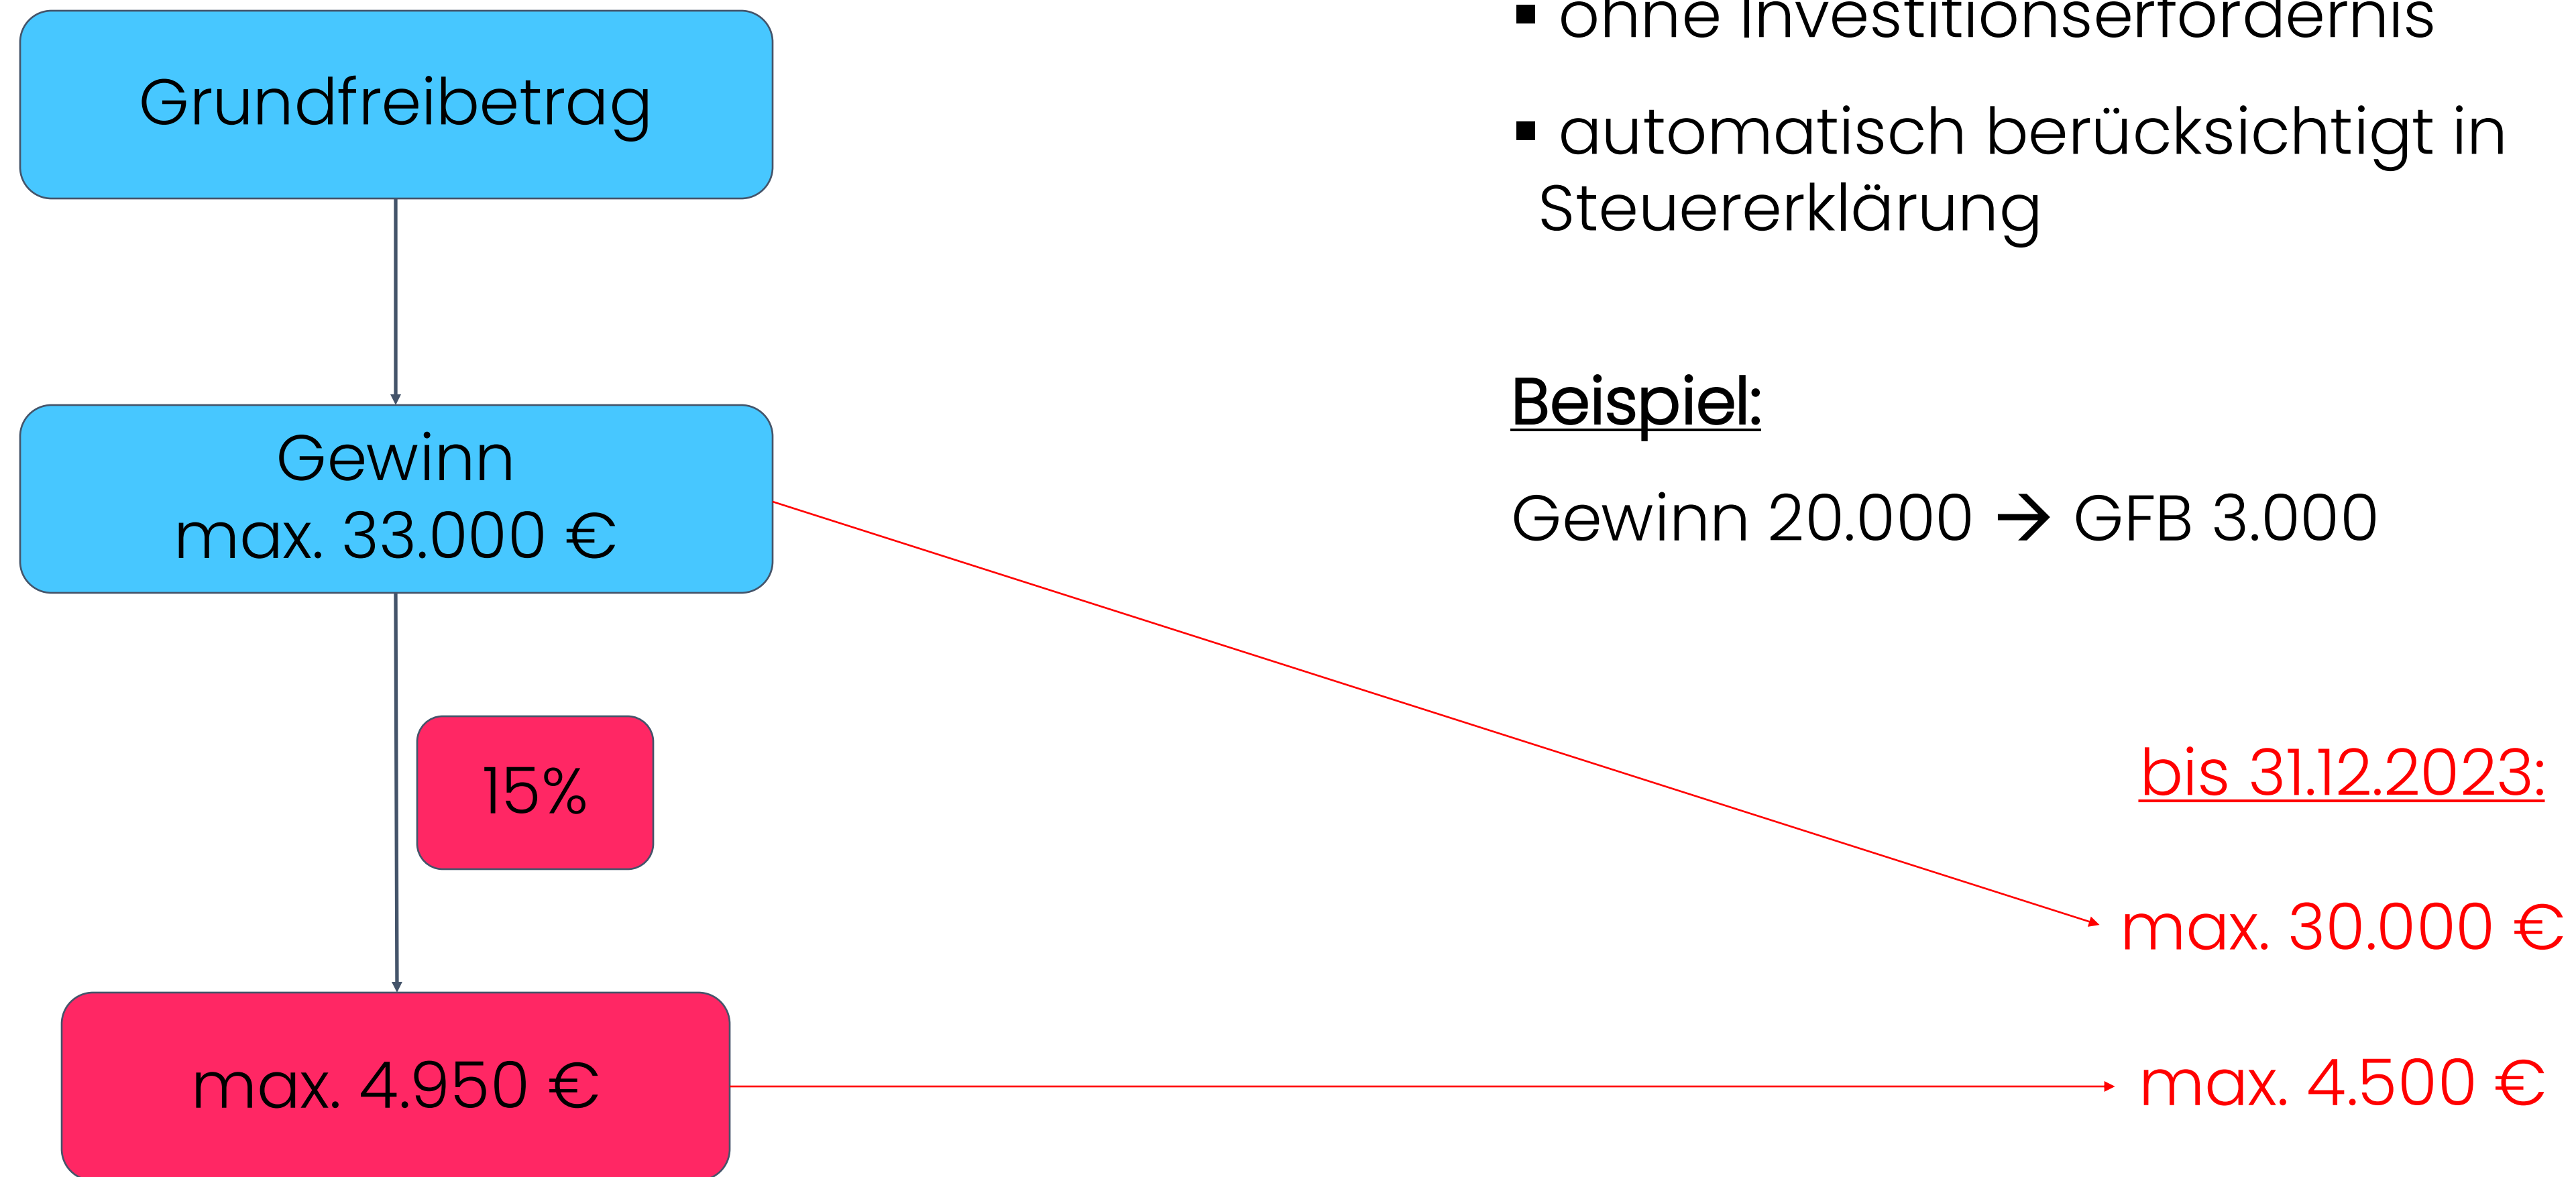 Grundfreibetrag
Gewinn
max. 33.000 €
15%
max. 4.950 €
▪ ohne Investitionserfordernis
▪ automatisch berücksichtigt in
Steuererklärung
Beispiel:
Gewinn 20.000 → GFB 3.000
bis 31.12.2023:
max. 30.000 €
max. 4.500 €